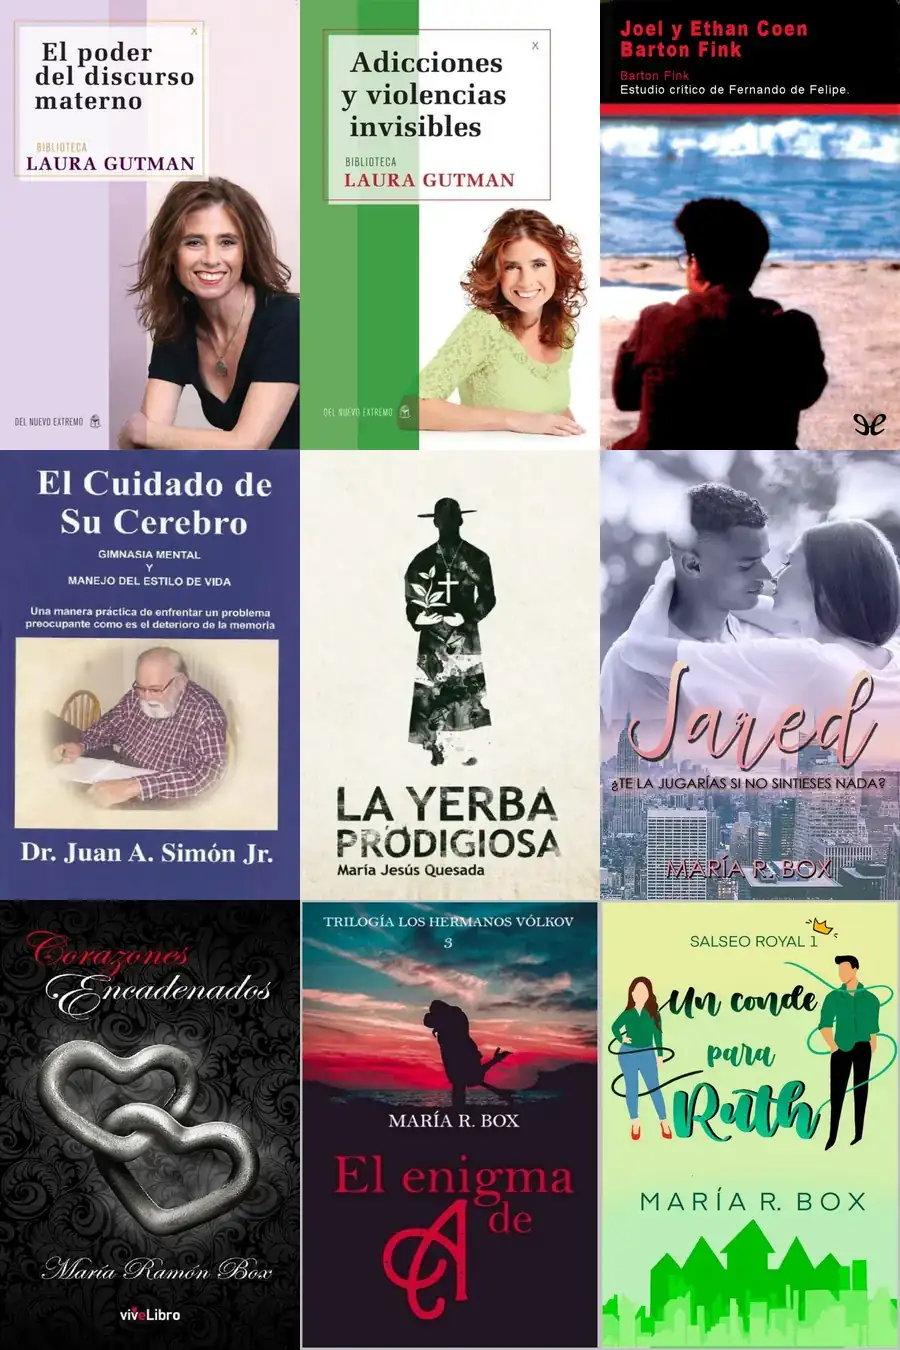 x
El poder
del discurso
materno
BIBLIOTECA
LAURA GUTMAN
DEL NUEVO EXTREMO
x
Adicciones
y violencias
invisibles
BIBLIOTECA
LAURA GUTMAN
DEL NUEVO EXTREMO
Joel y Ethan Coen
Barton Fink
Barton Fink
Estudio crítico de Fernando de Felipe.
El Cuidado de
Su Cerebro
GIMNASIA MENTAL
Y
MANEJO DEL ESTILO DE VIDA
Una manera práctica de enfrentar un problema
preocupante como es el deterioro de la memoria
Dr. Juan A. Simón Jr.
LA YERBA
PRODIGIOSA
María Jesús Quesada
Jared
¿TE LA JUGARÍAS SI NO SINTIESES NADA?
MARÍA R. BOX
Corazones
Encadenados
María Ramón Box
viveLibro
TRILOGÍA LOS HERMANOS VÓLKOV
3
MARÍA R. BOX
El enigma
de
A
SALSEO ROYAL 1
Un conde
para
Ruth
MARÍA R. BOX